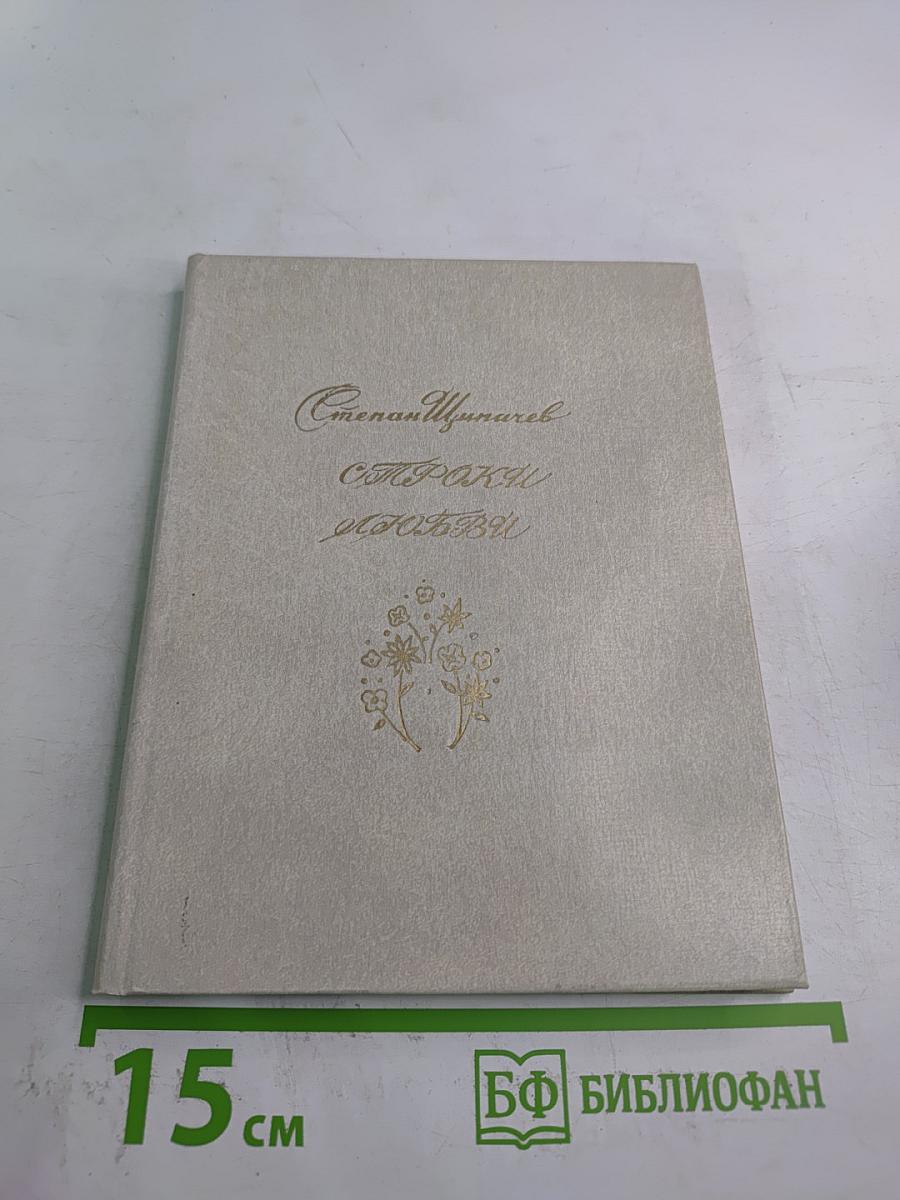 Степан Щипачев
СТРОКИ
ЛЮБВИ
15 см
БФ БИБЛИОФАН